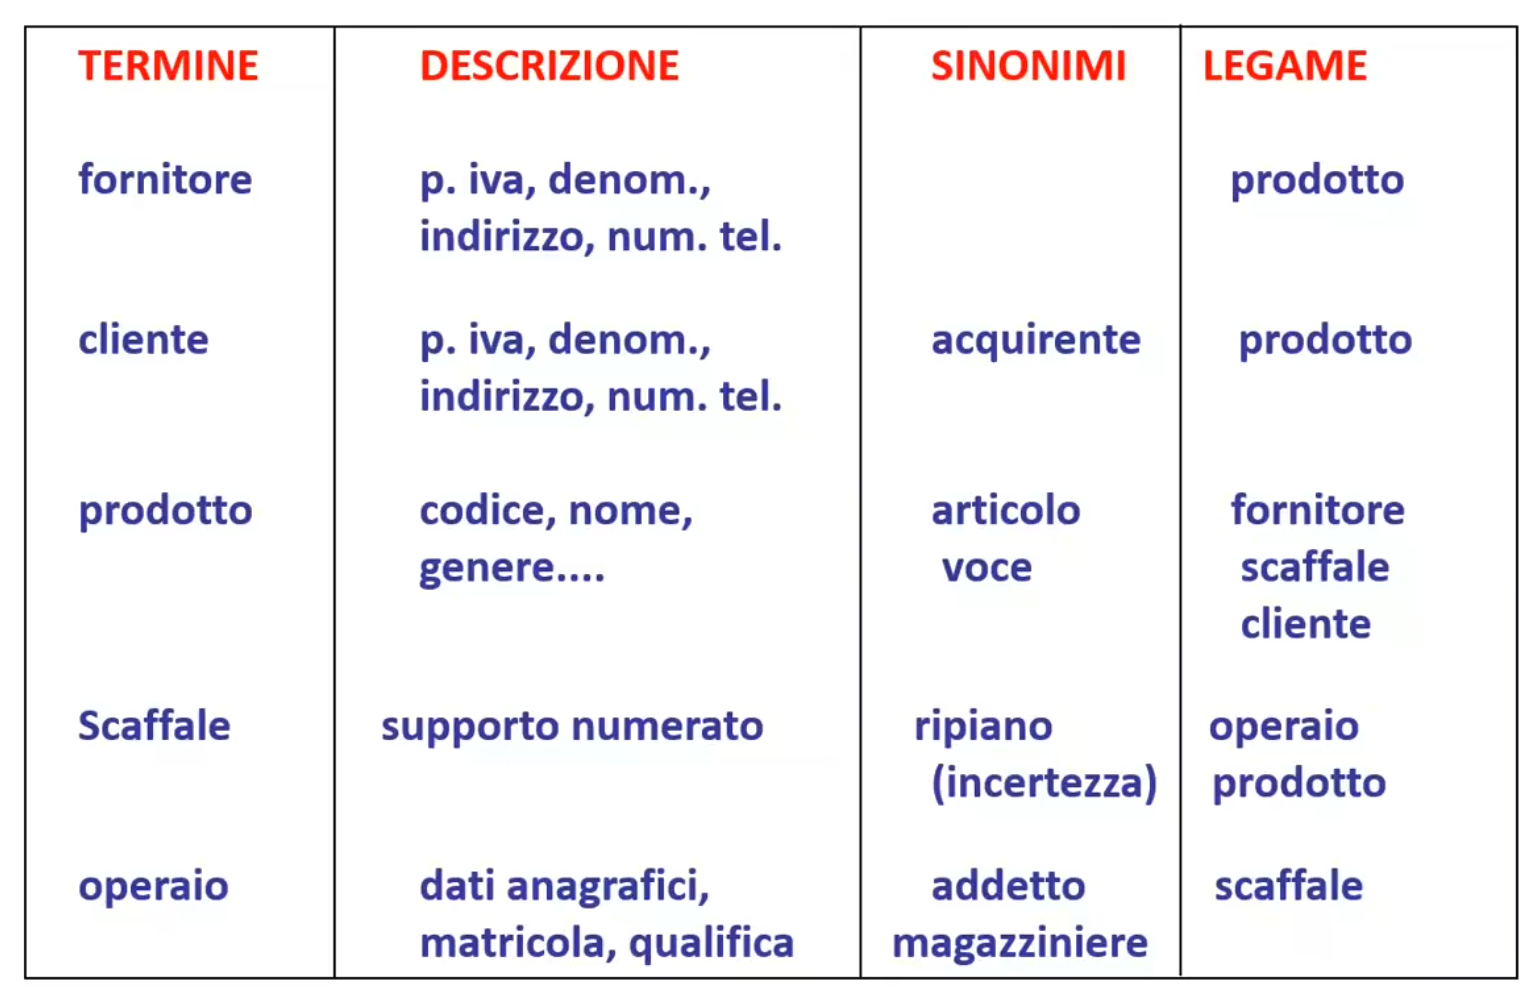 TERMINE DESCRIZIONE SINONIMI LEGAME
fornitore p. iva, denom., prodotto
indirizzo, num. tel.
cliente p. iva, denom., acquirente prodotto
indirizzo, num. tel.
prodotto codice, nome, articolo fornitore
genere.... voce scaffale
cliente
Scaffale supporto numerato ripiano operaio
(incertezza) prodotto
operaio dati anagrafici, addetto scaffale
matricola, qualifica magazziniere